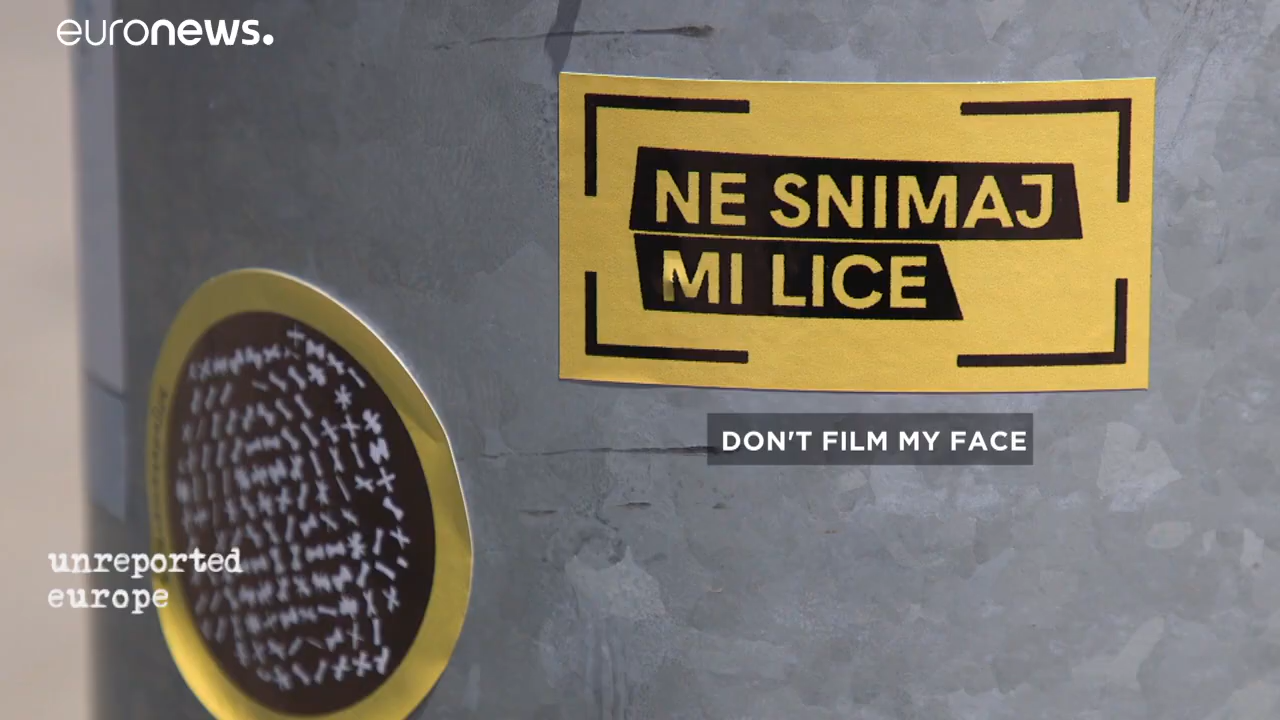 euronews.
NE SNIMAJ
MI LICE
DON'T FILM MY FACE
unreported
europe